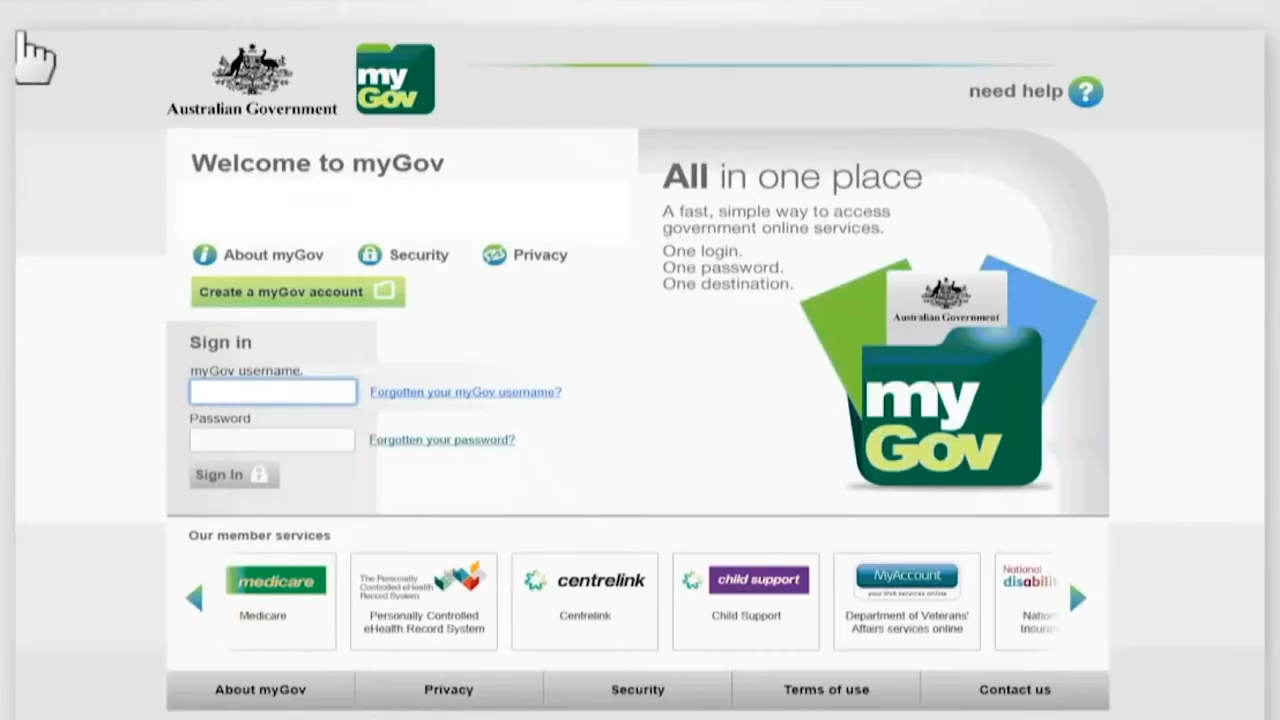 my
Gov
Australian Government
need help ?
Welcome to myGov
All in one place
A fast, simple way to access
government online services.
One login.
One password.
One destination.
About myGov
Security
Privacy
Create a myGov account
Australian Government
my
Gov
Sign in
myGov username.
Forgotten your myGov username?
Password
Forgotten your password?
Sign In
Our member services
medicare
Medicare
The Personally
Controlled eHealth
Record System
Personally Controlled
eHealth Record System
centrelink
Centrelink
child support
Child Support
MyAccount
your DVA services online
Department of Veterans'
Affairs services online
National
About myGov
Privacy
Security
Terms of use
Contact us